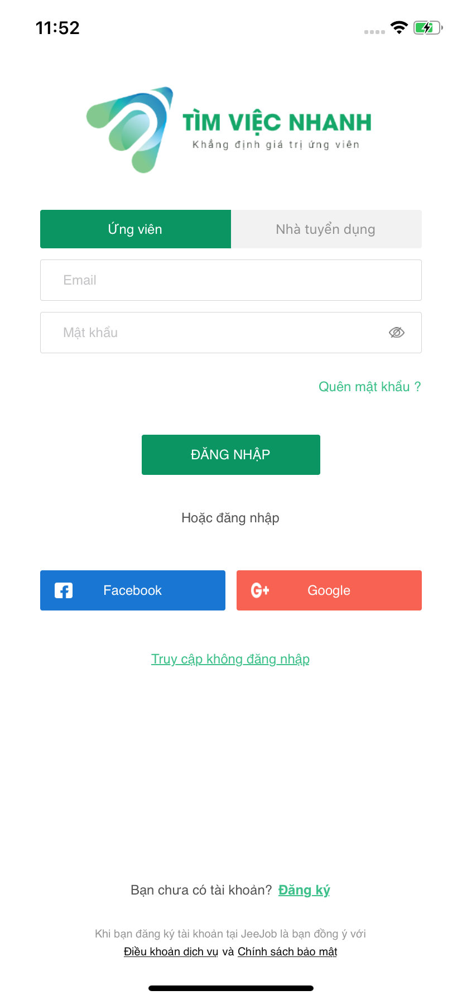 11:52
TÌM VIỆC NHANH
Khẳng định giá trị ứng viên
Ứng viên
Nhà tuyển dụng
Email
Mật khẩu
Quên mật khẩu ?
ĐĂNG NHẬP
Hoặc đăng nhập
Facebook
G+ Google
Truy cập không đăng nhập
Bạn chưa có tài khoản? Đăng ký
Khi bạn đăng ký tài khoản tại JeeJob là bạn đồng ý với
Điều khoản dịch vụ và Chính sách bảo mật